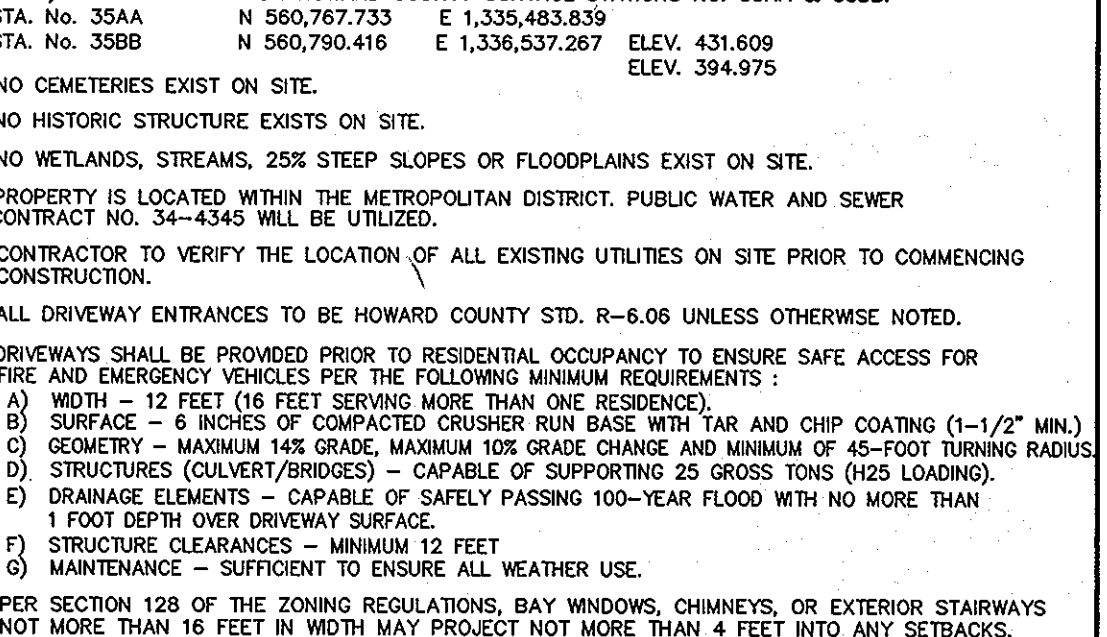 STA. No. 35AA N 560,767.733 E 1,335,483.839
STA. No. 35BB N 560,790.416 E 1,336,537.267 ELEV. 431.609
ELEV. 394.975
NO CEMETERIES EXIST ON SITE.
NO HISTORIC STRUCTURE EXISTS ON SITE.
NO WETLANDS, STREAMS, 25% STEEP SLOPES OR FLOODPLAINS EXIST ON SITE.
PROPERTY IS LOCATED WITHIN THE METROPOLITAN DISTRICT. PUBLIC WATER AND SEWER
CONTRACT NO. 34-4345 WILL BE UTILIZED.
CONTRACTOR TO VERIFY THE LOCATION OF ALL EXISTING UTILITIES ON SITE PRIOR TO COMMENCING
CONSTRUCTION.
ALL DRIVEWAY ENTRANCES TO BE HOWARD COUNTY STD. R-6.06 UNLESS OTHERWISE NOTED.
DRIVEWAYS SHALL BE PROVIDED PRIOR TO RESIDENTIAL OCCUPANCY TO ENSURE SAFE ACCESS FOR
FIRE AND EMERGENCY VEHICLES PER THE FOLLOWING MINIMUM REQUIREMENTS :
A) WIDTH - 12 FEET (16 FEET SERVING MORE THAN ONE RESIDENCE).
B) SURFACE - 6 INCHES OF COMPACTED CRUSHER RUN BASE WITH TAR AND CHIP COATING (1-1/2" MIN.)
C) GEOMETRY - MAXIMUM 14% GRADE, MAXIMUM 10% GRADE CHANGE AND MINIMUM OF 45-FOOT TURNING RADIUS.
D) STRUCTURES (CULVERT/BRIDGES) - CAPABLE OF SUPPORTING 25 GROSS TONS (H25 LOADING).
E) DRAINAGE ELEMENTS - CAPABLE OF SAFELY PASSING 100-YEAR FLOOD WITH NO MORE THAN
1 FOOT DEPTH OVER DRIVEWAY SURFACE.
F) STRUCTURE CLEARANCES - MINIMUM 12 FEET
G) MAINTENANCE - SUFFICIENT TO ENSURE ALL WEATHER USE.
PER SECTION 128 OF THE ZONING REGULATIONS, BAY WINDOWS, CHIMNEYS, OR EXTERIOR STAIRWAYS
NOT MORE THAN 16 FEET IN WIDTH MAY PROJECT NOT MORE THAN 4 FEET INTO ANY SETBACKS.